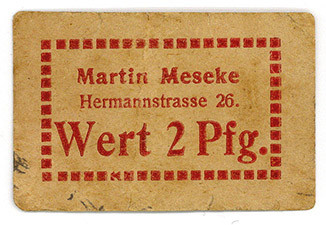 Martin Meseke
Hermannstrasse 26.
Wert 2 Pfg.